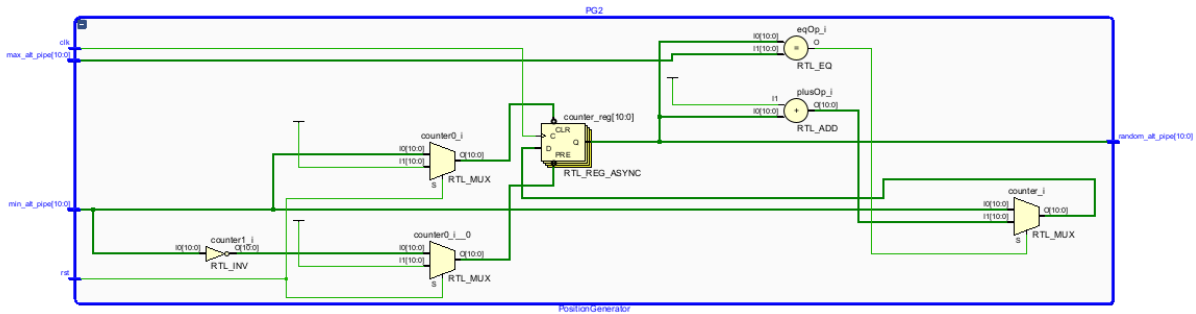 PG2
clk
max_alt_pipe[10:0]
min_alt_pipe[10:0]
rst
counter1_i
I0[10:0]
O[10:0]
RTL_INV
counter0_i
I0[10:0]
I1[10:0]
O[10:0]
S
RTL_MUX
counter0_i__0
I0[10:0]
I1[10:0]
O[10:0]
S
RTL_MUX
counter_reg[10:0]
CLR
C
D
Q
PRE
RTL_REG_ASYNC
eqOp_i
I0[10:0]
I1[10:0]
O
=
RTL_EQ
plusOp_i
I1
I0[10:0]
O[10:0]
+
RTL_ADD
random_alt_pipe[10:0]
counter_i
I0[10:0]
I1[10:0]
O[10:0]
S
RTL_MUX
PositionGenerator